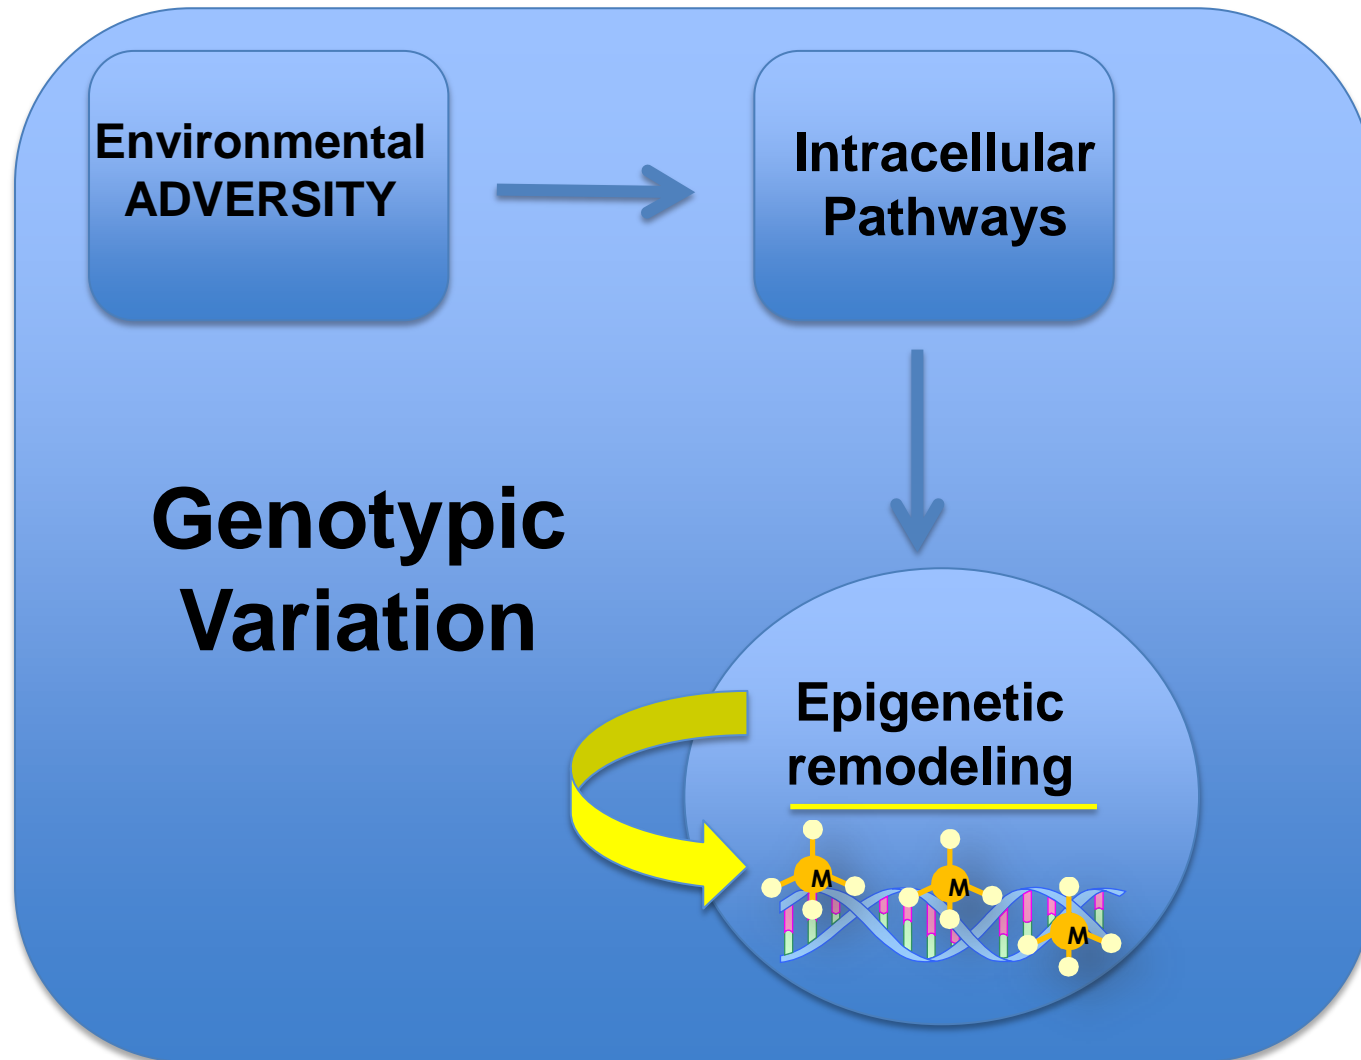 Environmental
ADVERSITY
Intracellular
Pathways
Genotypic
Variation
Epigenetic
remodeling
M
M
M